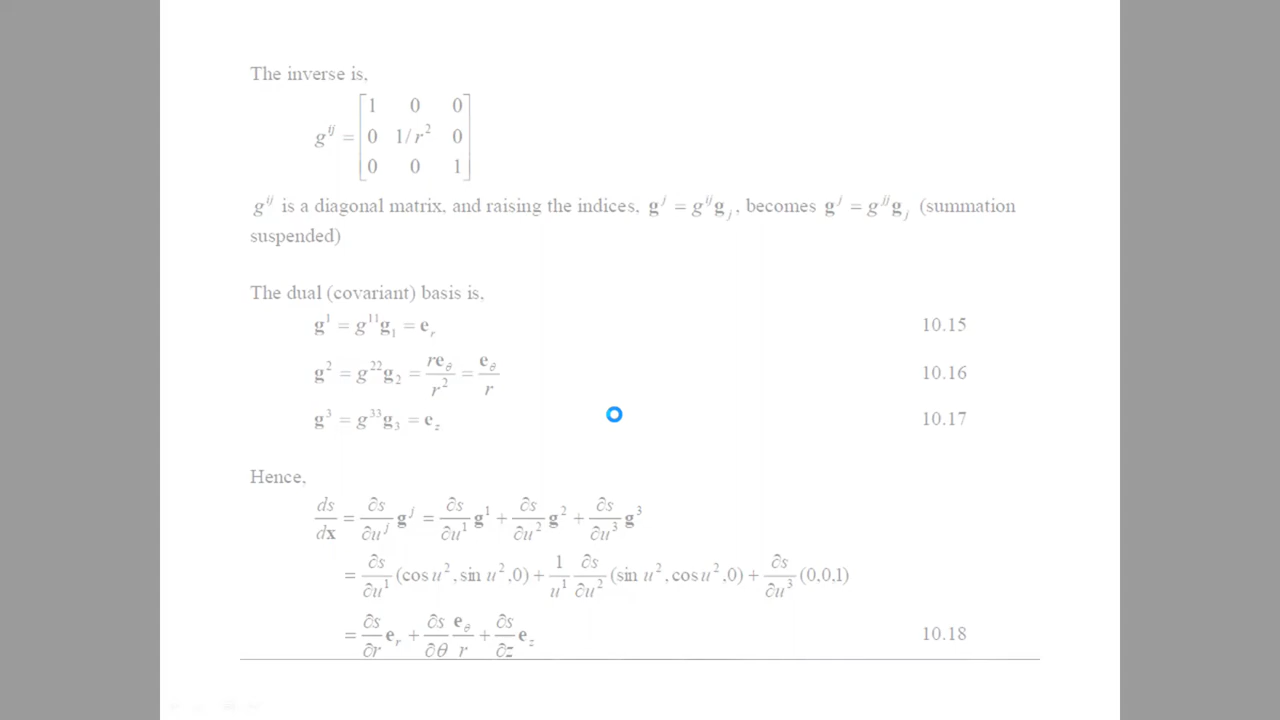 The inverse is,
g^{ij} = [1 0 0; 0 1/r^2 0; 0 0 1]
g^{ij} is a diagonal matrix, and raising the indices, g^j = g^{ij}g_j, becomes g^j = g^{jj}g_j (summation
suspended)
The dual (covariant) basis is,
g^1 = g^{11}g_1 = e_r 10.15
g^2 = g^{22}g_2 = re_θ/r^2 = e_θ/r 10.16
g^3 = g^{33}g_3 = e_z 10.17
Hence,
ds/dx = ∂s/∂u^j g^j = ∂s/∂u^1 g^1 + ∂s/∂u^2 g^2 + ∂s/∂u^3 g^3
= ∂s/∂u^1 (cos u^2, sin u^2, 0) + 1/u^1 ∂s/∂u^2 (sin u^2, cos u^2, 0) + ∂s/∂u^3 (0,0,1)
= ∂s/∂r e_r + ∂s/∂θ e_θ/r + ∂s/∂z e_z 10.18